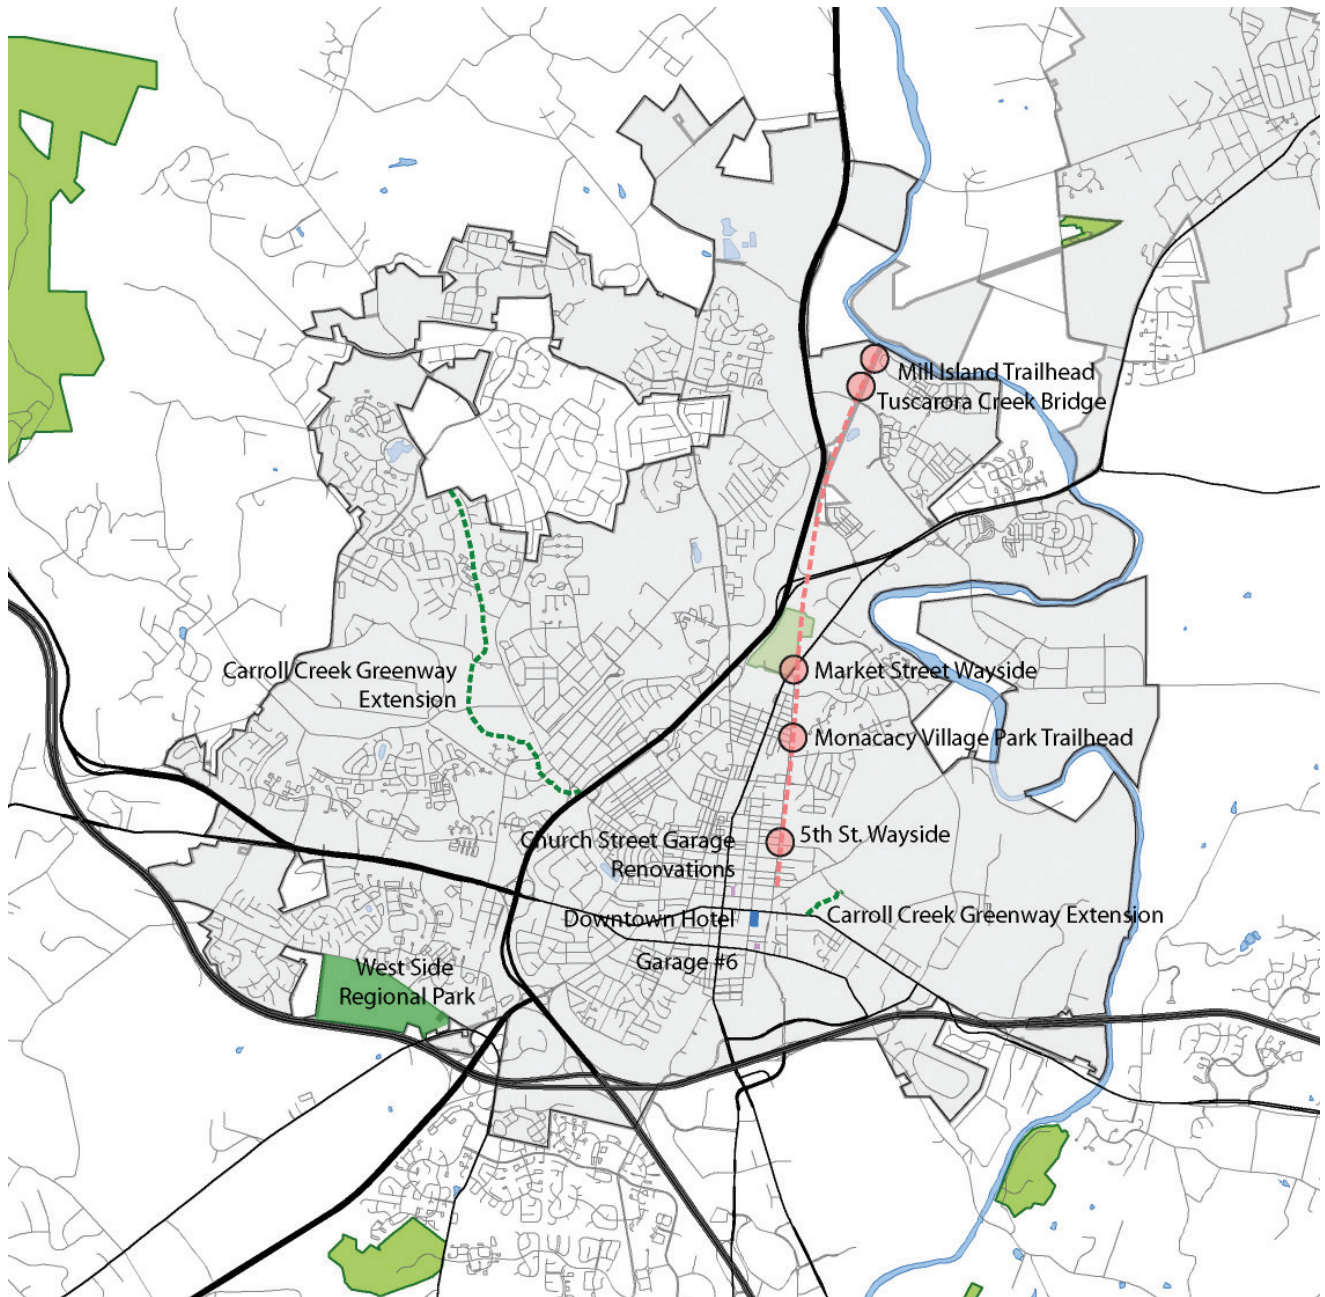 Mill Island Trailhead
Tuscarora Creek Bridge
Carroll Creek Greenway
Extension
Market Street Wayside
Monacacy Village Park Trailhead
Church Street Garage
Renovations
5th St. Wayside
Downtown Hotel
Carroll Creek Greenway Extension
Garage #6
West Side
Regional Park